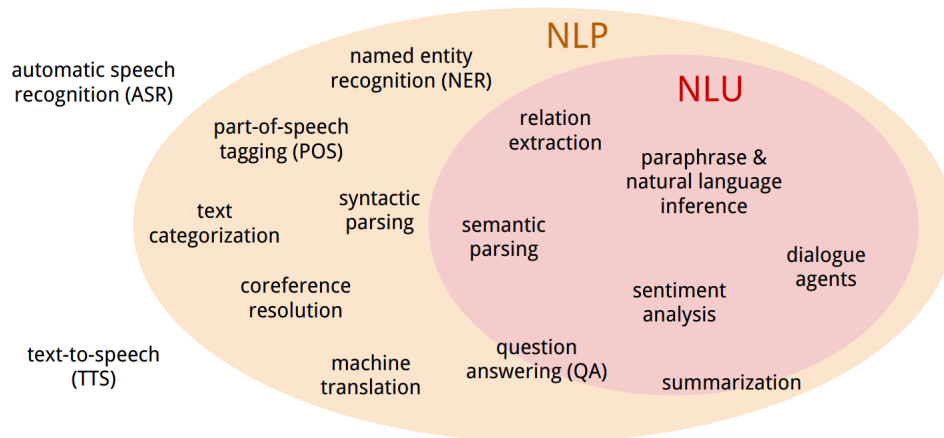 NLP
NLU
automatic speech
recognition (ASR)
named entity
recognition (NER)
part-of-speech
tagging (POS)
relation
extraction
paraphrase &
natural language
inference
text
categorization
syntactic
parsing
semantic
parsing
dialogue
agents
coreference
resolution
sentiment
analysis
text-to-speech
(TTS)
machine
translation
question
answering (QA)
summarization